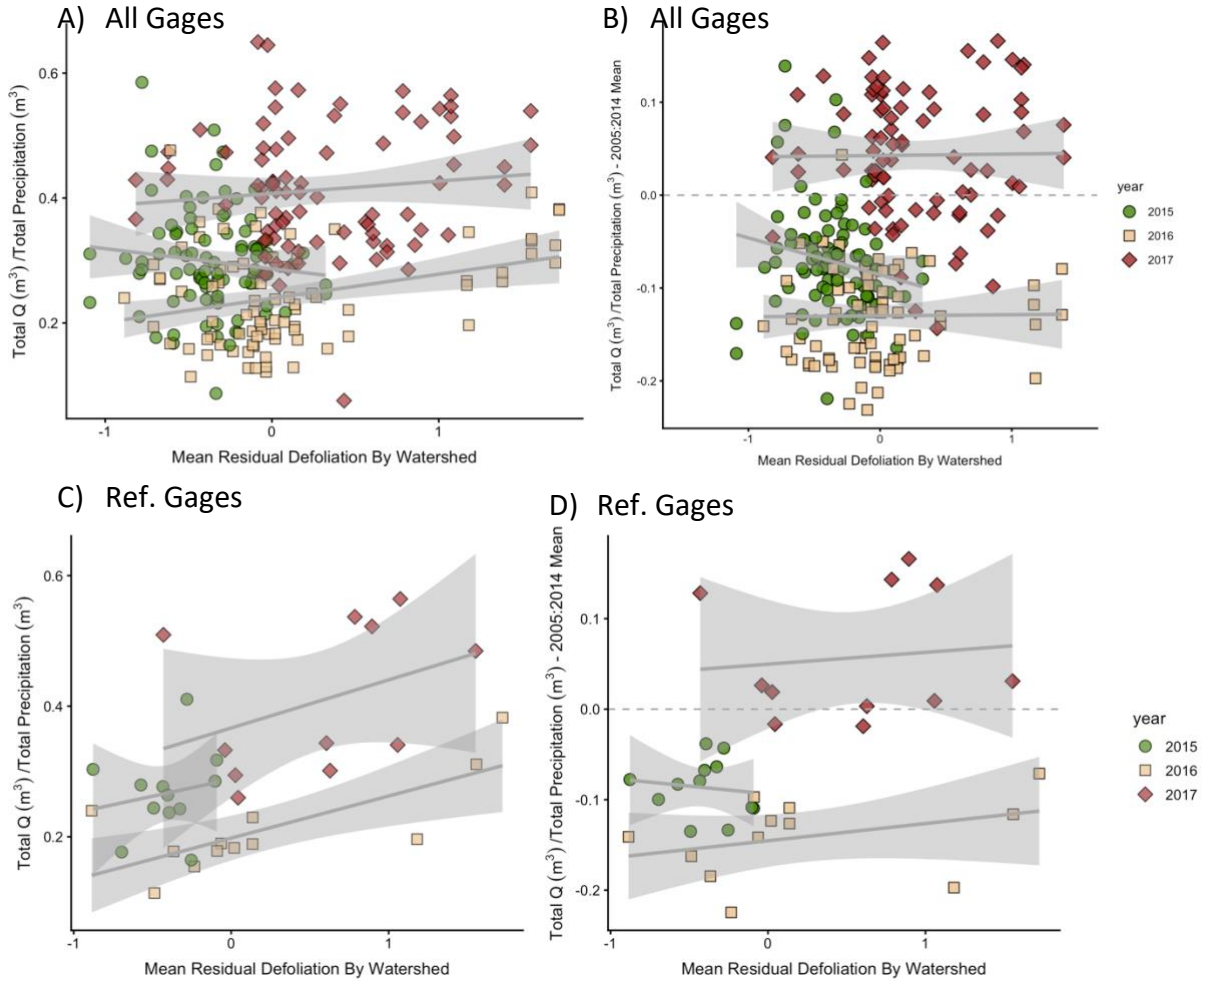 A) All Gages
Total Q (m³) /Total Precipitation (m³)
0.6
0.4
0.2
-1 0 1
Mean Residual Defoliation By Watershed
B) All Gages
Total Q (m³) /Total Precipitation (m³) - 2005:2014 Mean
0.1
0.0
-0.1
-0.2
-1 0 1
Mean Residual Defoliation By Watershed
year
2015
2016
2017
C) Ref. Gages
Total Q (m³) /Total Precipitation (m³)
0.6
0.4
0.2
-1 0 1
Mean Residual Defoliation By Watershed
D) Ref. Gages
Total Q (m³) /Total Precipitation (m³) - 2005:2014 Mean
0.1
0.0
-0.1
-0.2
-1 0 1
Mean Residual Defoliation By Watershed
year
2015
2016
2017